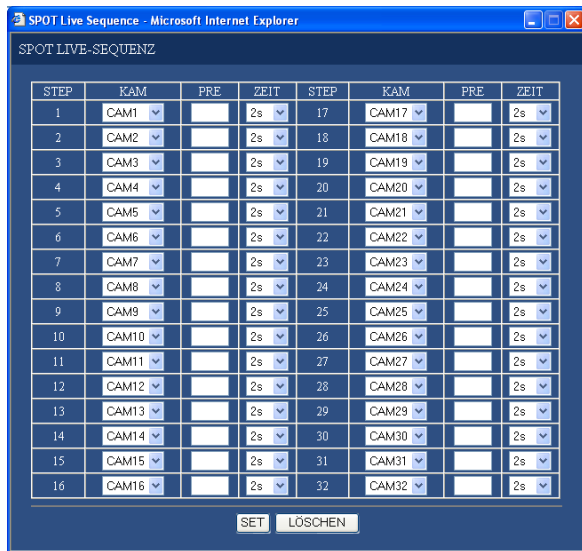 SPOT Live Sequence - Microsoft Internet Explorer
SPOT LIVE-SEQUENZ
STEP KAM PRE ZEIT STEP KAM PRE ZEIT
1 CAM1 2s 17 CAM17 2s
2 CAM2 2s 18 CAM18 2s
3 CAM3 2s 19 CAM19 2s
4 CAM4 2s 20 CAM20 2s
5 CAM5 2s 21 CAM21 2s
6 CAM6 2s 22 CAM22 2s
7 CAM7 2s 23 CAM23 2s
8 CAM8 2s 24 CAM24 2s
9 CAM9 2s 25 CAM25 2s
10 CAM10 2s 26 CAM26 2s
11 CAM11 2s 27 CAM27 2s
12 CAM12 2s 28 CAM28 2s
13 CAM13 2s 29 CAM29 2s
14 CAM14 2s 30 CAM30 2s
15 CAM15 2s 31 CAM31 2s
16 CAM16 2s 32 CAM32 2s
SET LÖSCHEN